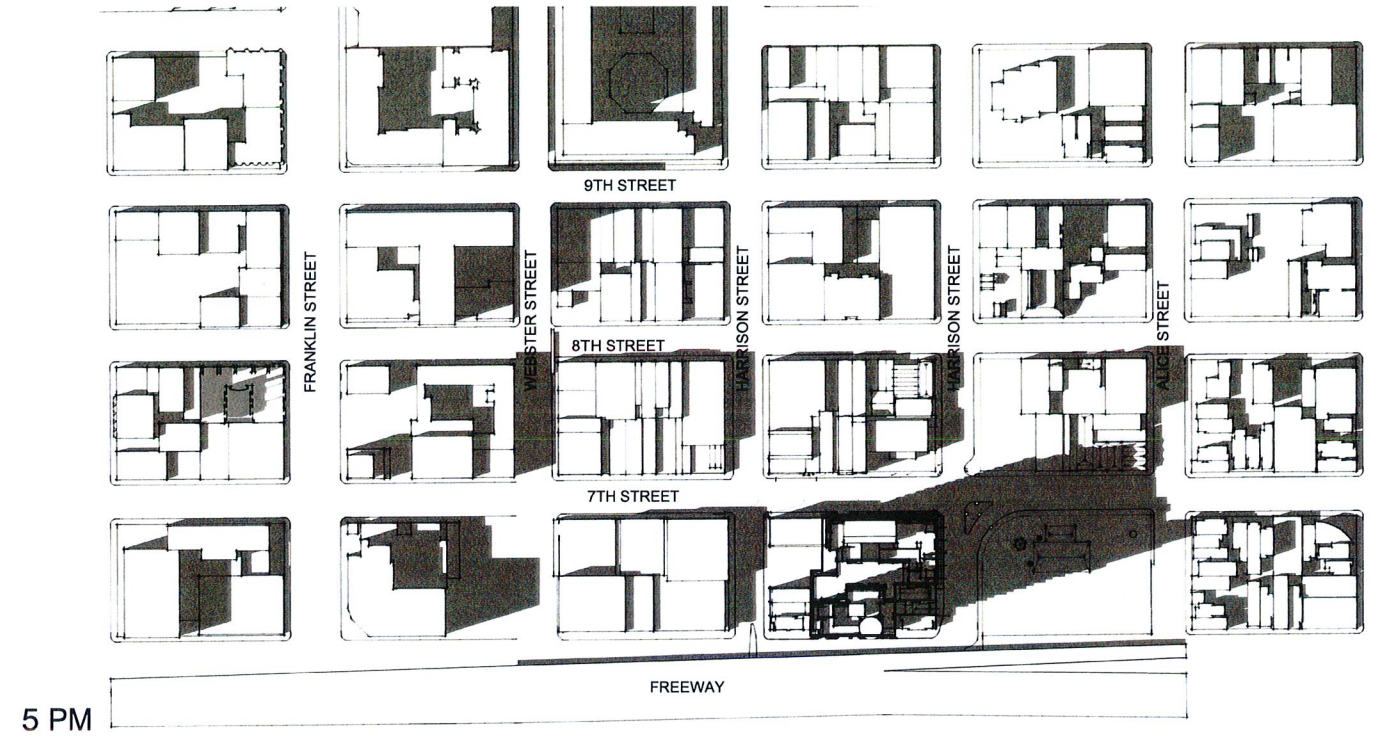 9TH STREET
FRANKLIN STREET
WEBSTER STREET
HARRISON STREET
HARRISON STREET
ALICE STREET
8TH STREET
7TH STREET
FREEWAY
5 PM